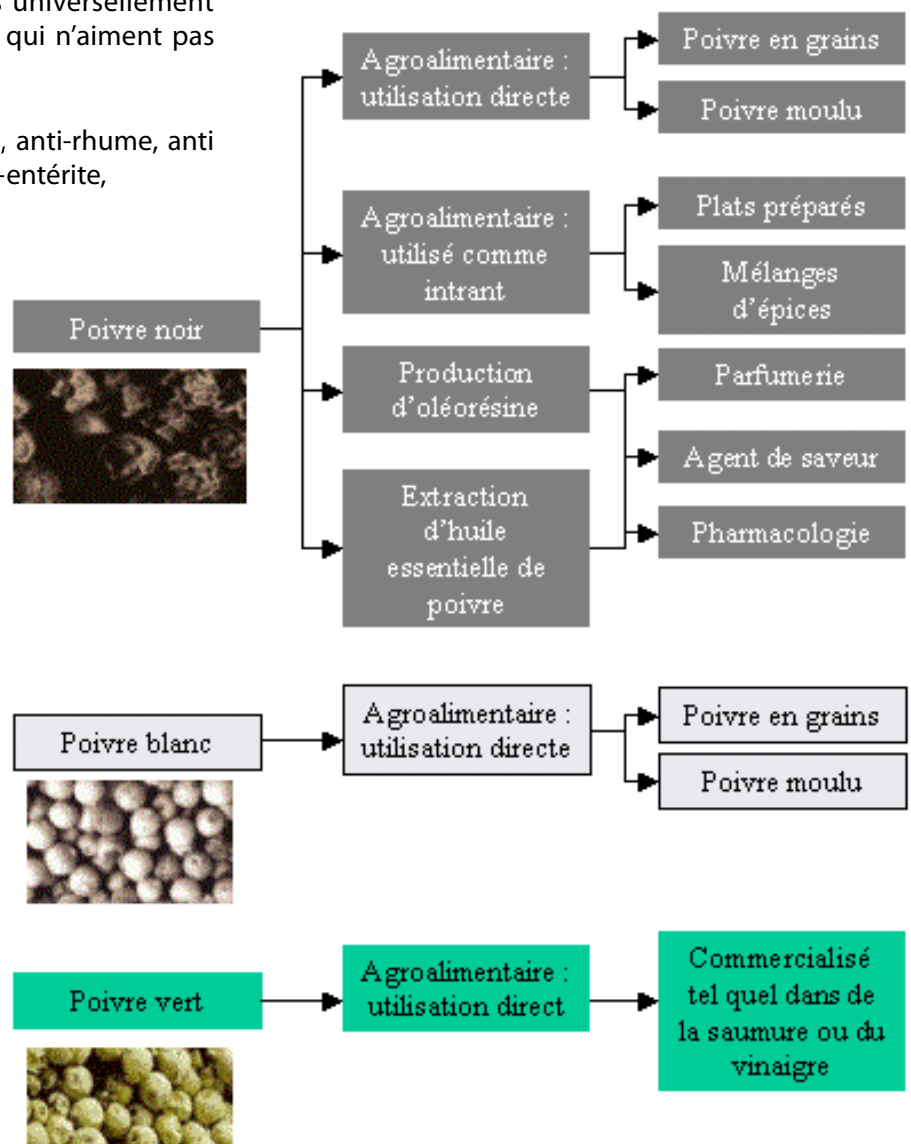 s universellement
qui n'aiment pas
, anti-rhume, anti
-entérite,
Poivre noir
Agroalimentaire :
utilisation directe
Poivre en grains
Poivre moulu
Agroalimentaire :
utilisé comme
intrant
Plats préparés
Mélanges
d'épices
Production
d'oléorésine
Extraction
d'huile
essentielle de
poivre
Parfumerie
Agent de saveur
Pharmacologie
Poivre blanc
Agroalimentaire :
utilisation directe
Poivre en grains
Poivre moulu
Poivre vert
Agroalimentaire :
utilisation direct
Commercialisé
tel quel dans de
la saumure ou du
vinaigre